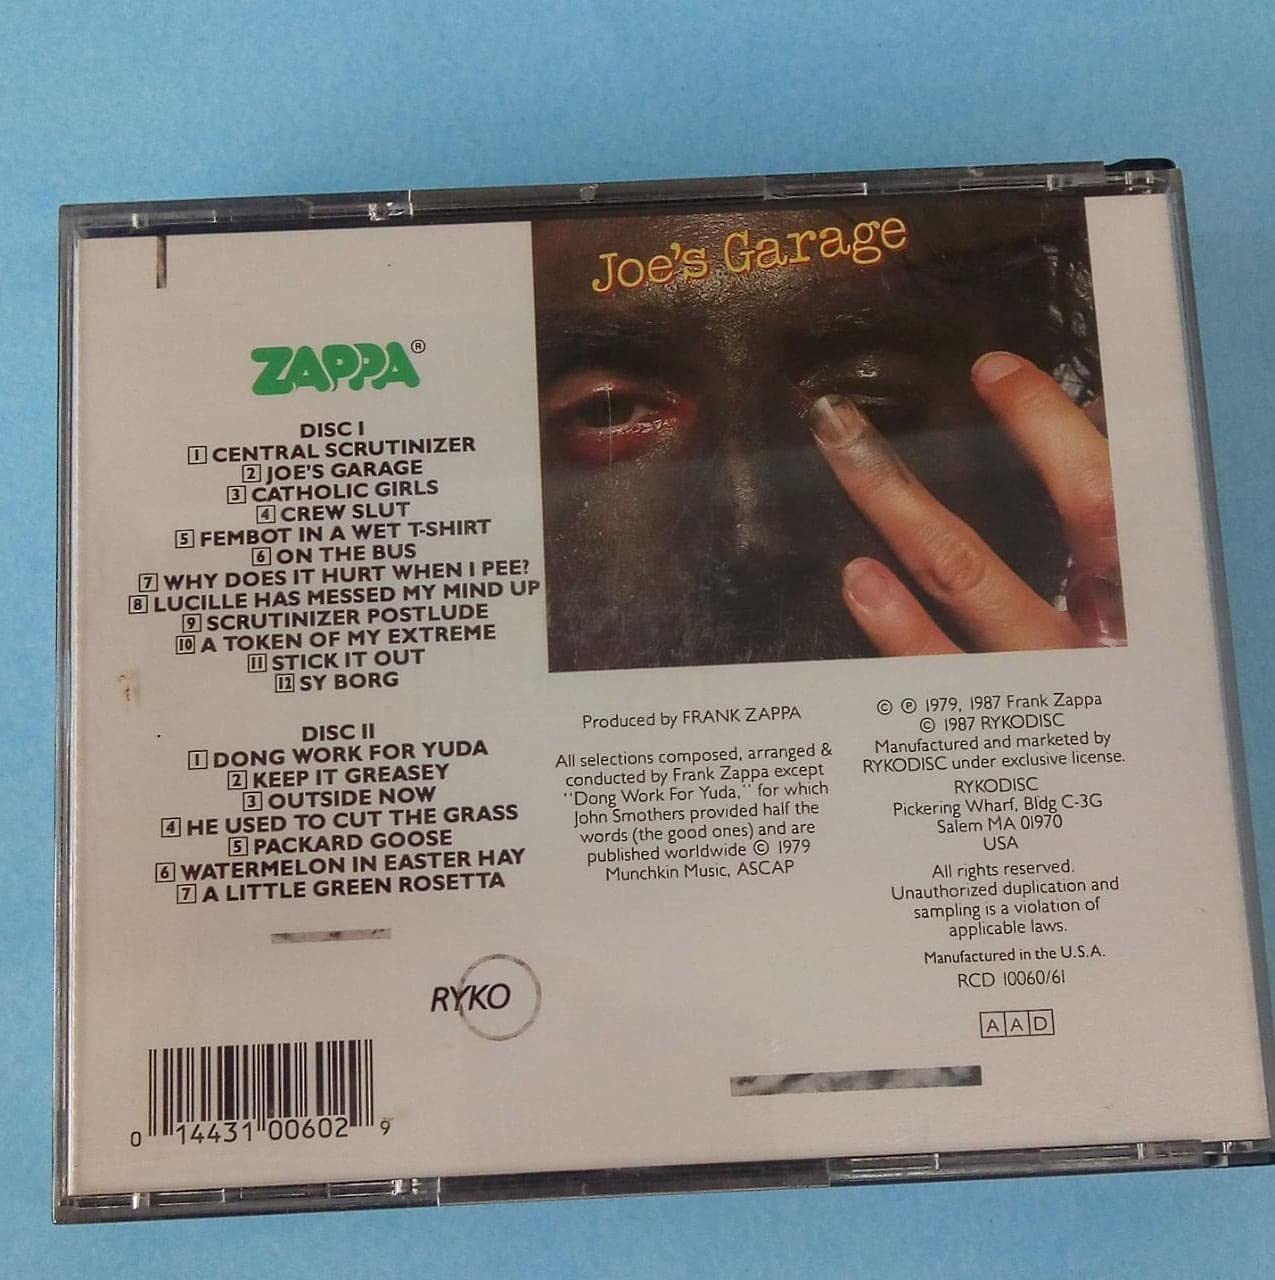 Joe's Garage
ZAPPA®
DISC I
1 CENTRAL SCRUTINIZER
2 JOE'S GARAGE
3 CATHOLIC GIRLS
4 CREW SLUT
5 FEMBOT IN A WET T-SHIRT
6 ON THE BUS
7 WHY DOES IT HURT WHEN I PEE?
8 LUCILLE HAS MESSED MY MIND UP
9 SCRUTINIZER POSTLUDE
10 A TOKEN OF MY EXTREME
11 STICK IT OUT
12 SY BORG
DISC II
1 DONG WORK FOR YUDA
2 KEEP IT GREASEY
3 OUTSIDE NOW
4 HE USED TO CUT THE GRASS
5 PACKARD GOOSE
6 WATERMELON IN EASTER HAY
7 A LITTLE GREEN ROSETTA
RYKO
0 14431 00602 9
Produced by FRANK ZAPPA
All selections composed, arranged &
conducted by Frank Zappa except
"Dong Work For Yuda," for which
John Smothers provided half the
words (the good ones) and are
published worldwide © 1979
Munchkin Music, ASCAP
© ℗ 1979, 1987 Frank Zappa
© 1987 RYKODISC
Manufactured and marketed by
RYKODISC under exclusive license.
RYKODISC
Pickering Wharf, Bldg C-3G
Salem MA 01970
USA
All rights reserved.
Unauthorized duplication and
sampling is a violation of
applicable laws.
Manufactured in the U.S.A.
RCD 10060/61
AAD